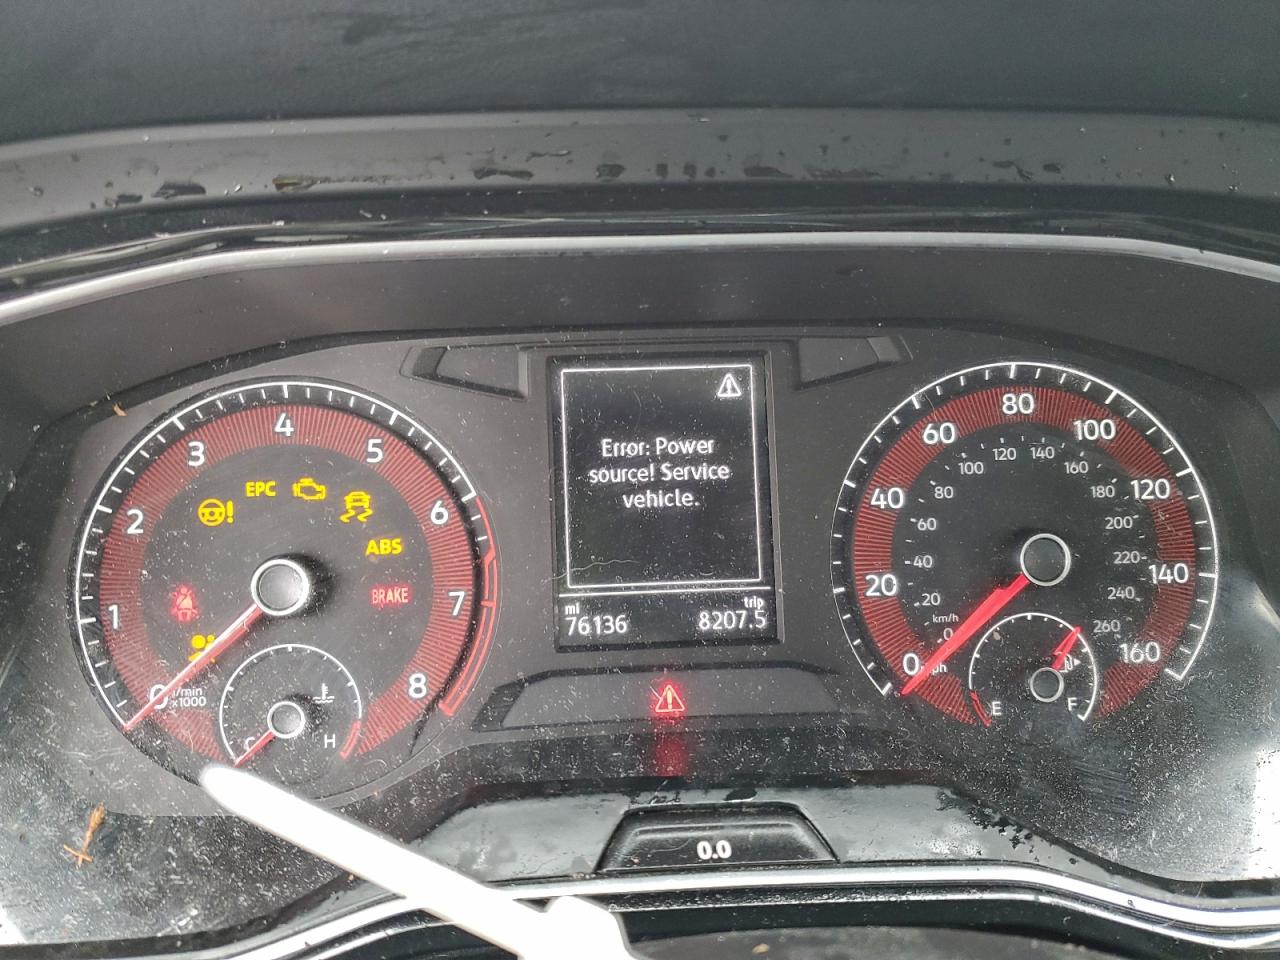 EPC
ABS
BRAKE
0 1 2 3 4 5 6 7 8
1/min
x1000
C H
Error: Power
source! Service
vehicle.
mi trip
76136 8207.5
0 20 40 60 80 100 120 140 160
km/h
0 20 40 60 80 100 120 140 160 180 200 220 240 260
E F
0.0